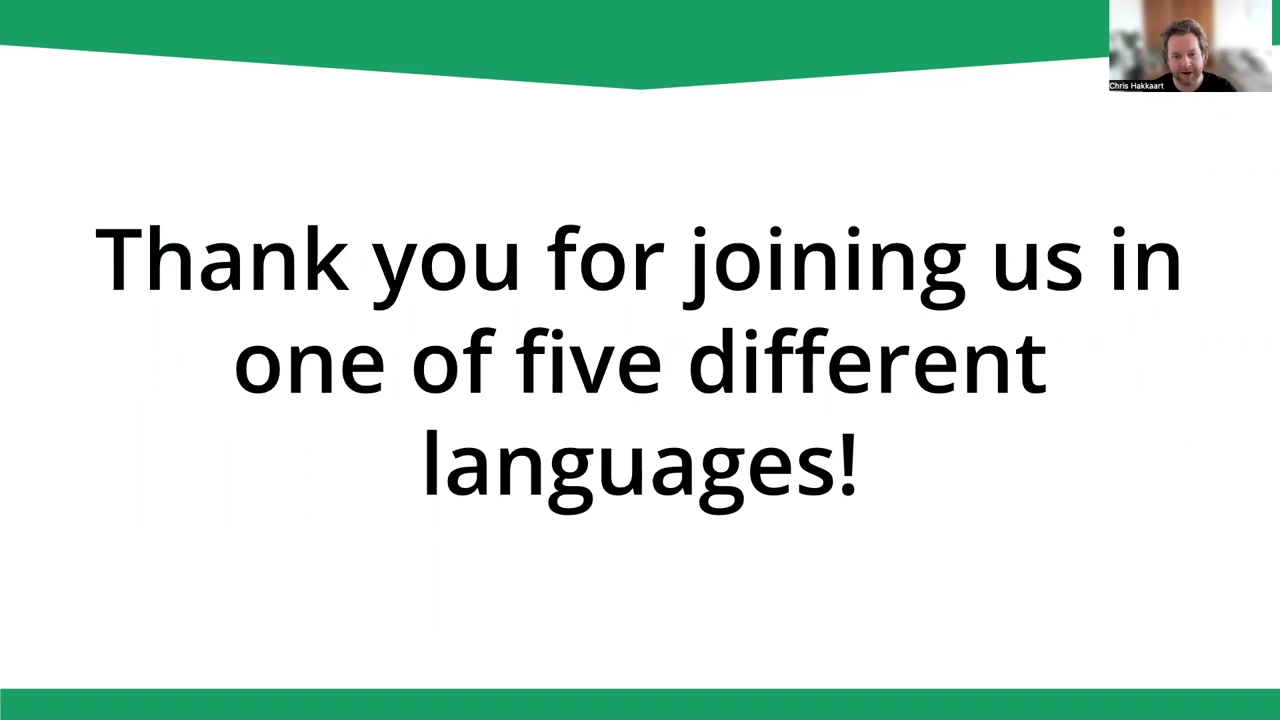 Chris Hakkaart
Thank you for joining us in
one of five different
languages!